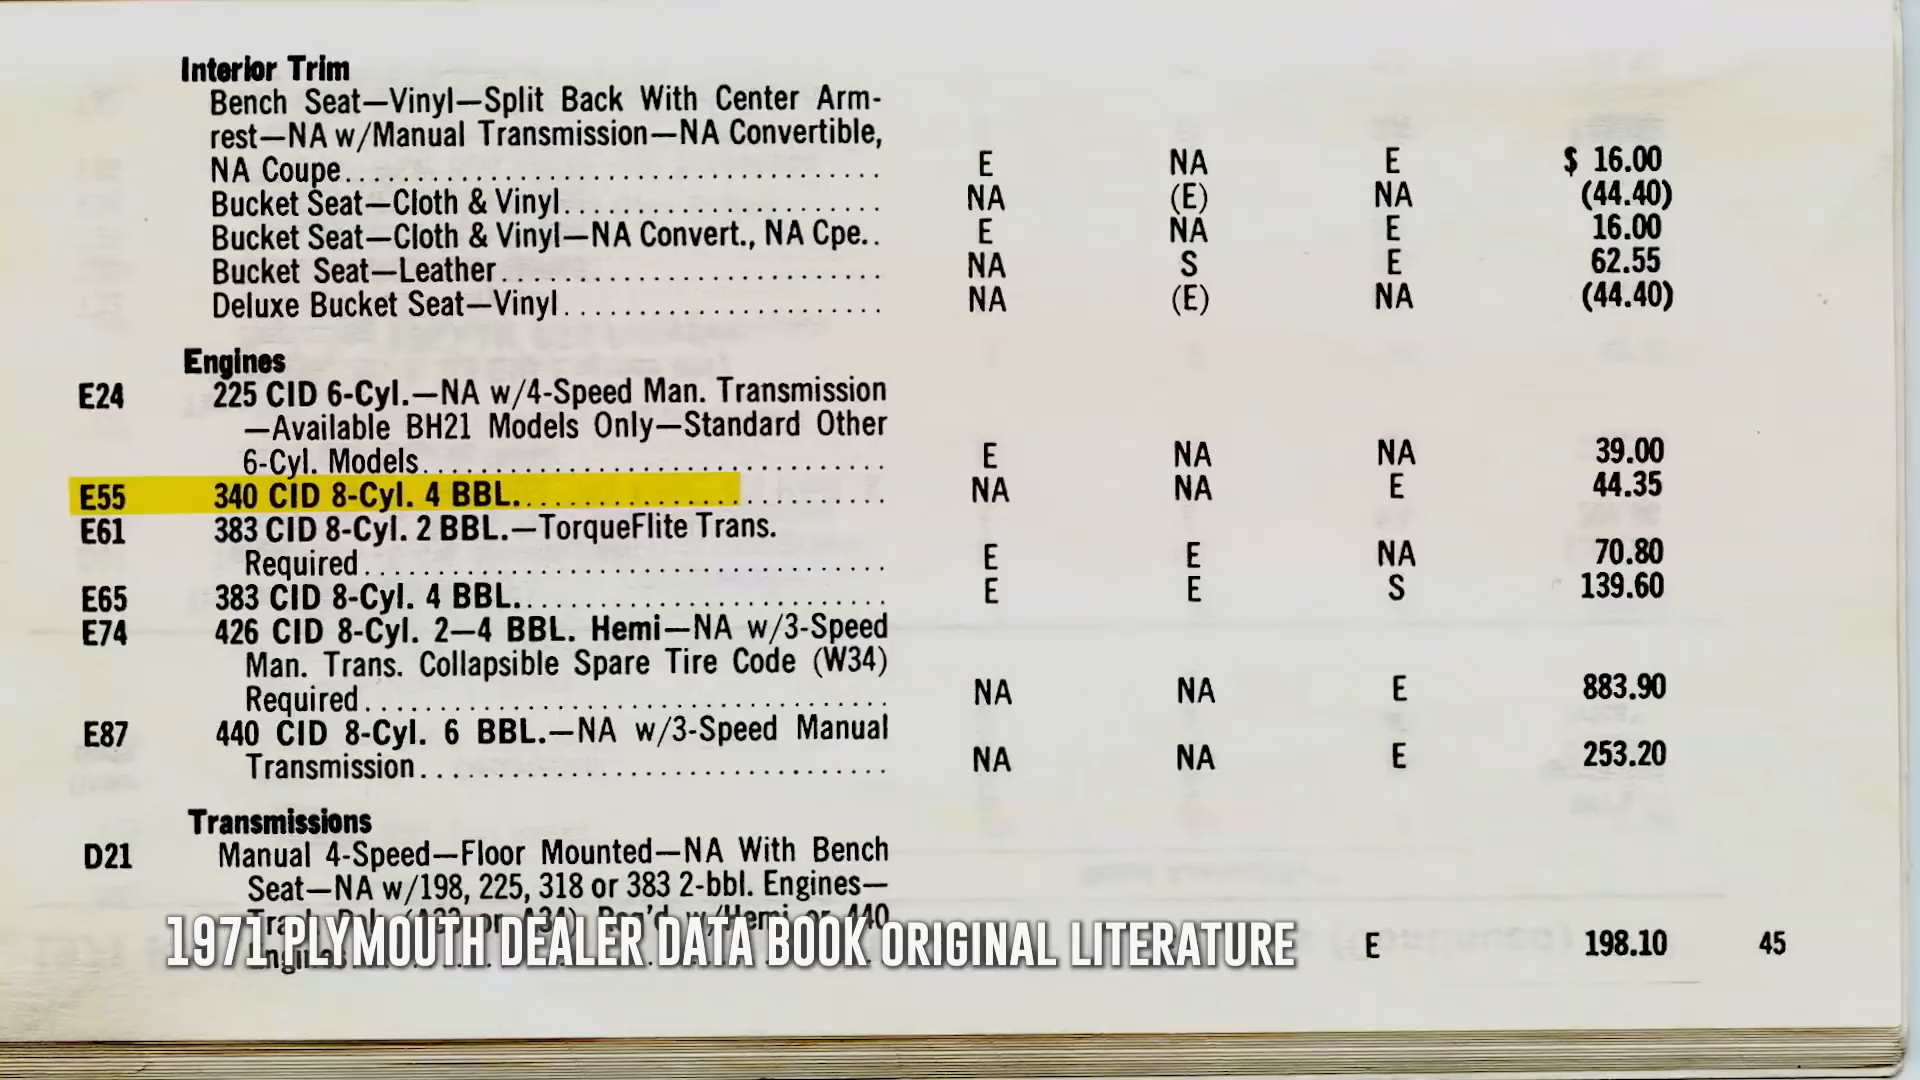 Interior Trim
Bench Seat—Vinyl—Split Back With Center Arm-
rest—NA w/Manual Transmission—NA Convertible,
NA Coupe........ E NA E $ 16.00
Bucket Seat—Cloth & Vinyl........ NA (E) NA (44.40)
Bucket Seat—Cloth & Vinyl—NA Convert., NA Cpe.. E NA E 16.00
Bucket Seat—Leather........ NA S E 62.55
Deluxe Bucket Seat—Vinyl........ NA (E) NA (44.40)
Engines
E24 225 CID 6-Cyl.—NA w/4-Speed Man. Transmission
—Available BH21 Models Only—Standard Other
6-Cyl. Models........ E NA NA 39.00
E55 340 CID 8-Cyl. 4 BBL......... NA NA E 44.35
E61 383 CID 8-Cyl. 2 BBL.—TorqueFlite Trans.
Required........ E E NA 70.80
E65 383 CID 8-Cyl. 4 BBL......... E E S 139.60
E74 426 CID 8-Cyl. 2—4 BBL. Hemi—NA w/3-Speed
Man. Trans. Collapsible Spare Tire Code (W34)
Required........ NA NA E 883.90
E87 440 CID 8-Cyl. 6 BBL.—NA w/3-Speed Manual
Transmission........ NA NA E 253.20
Transmissions
D21 Manual 4-Speed—Floor Mounted—NA With Bench
Seat—NA w/198, 225, 318 or 383 2-bbl. Engines—
440
1971 PLYMOUTH DEALER DATA BOOK ORIGINAL LITERATURE
E 198.10 45